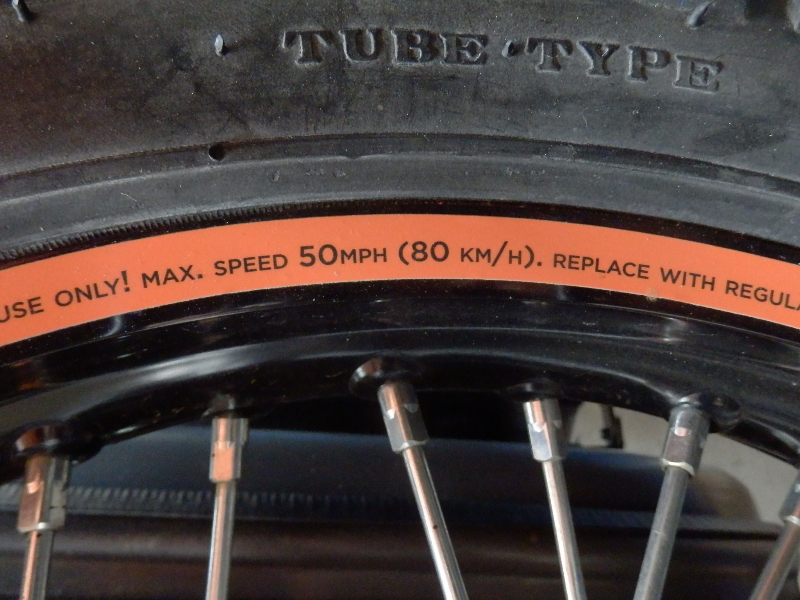 TUBE·TYPE
USE ONLY! MAX. SPEED 50MPH (80 KM/H). REPLACE WITH REGULA